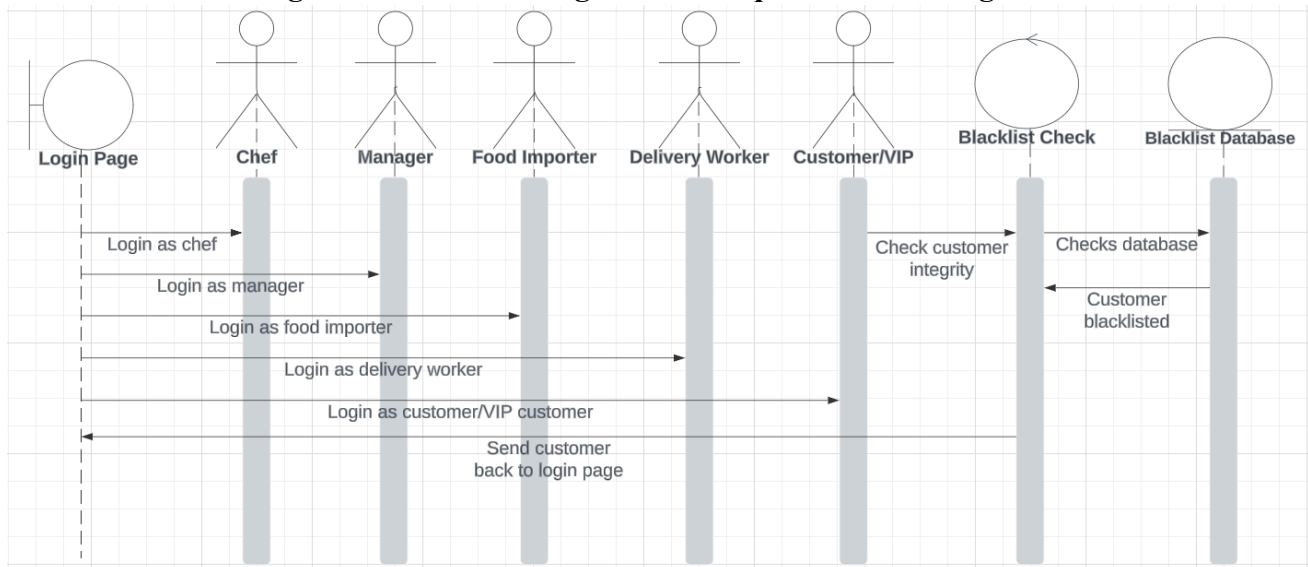 Login Page
Chef
Manager
Food Importer
Delivery Worker
Customer/VIP
Blacklist Check
Blacklist Database
Login as chef
Check customer
integrity
Checks database
Login as manager
Customer
blacklisted
Login as food importer
Login as delivery worker
Login as customer/VIP customer
Send customer
back to login page